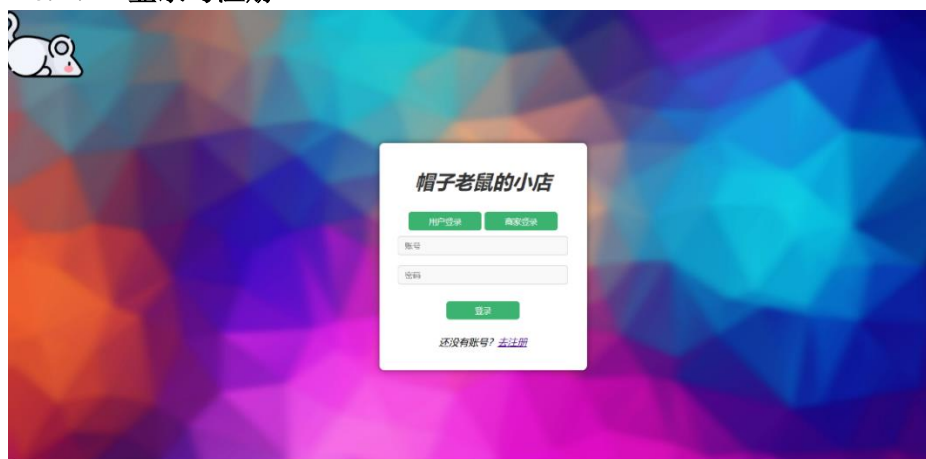 帽子老鼠的小店
用户登录 商家登录
账号
密码
登录
还没有账号？去注册